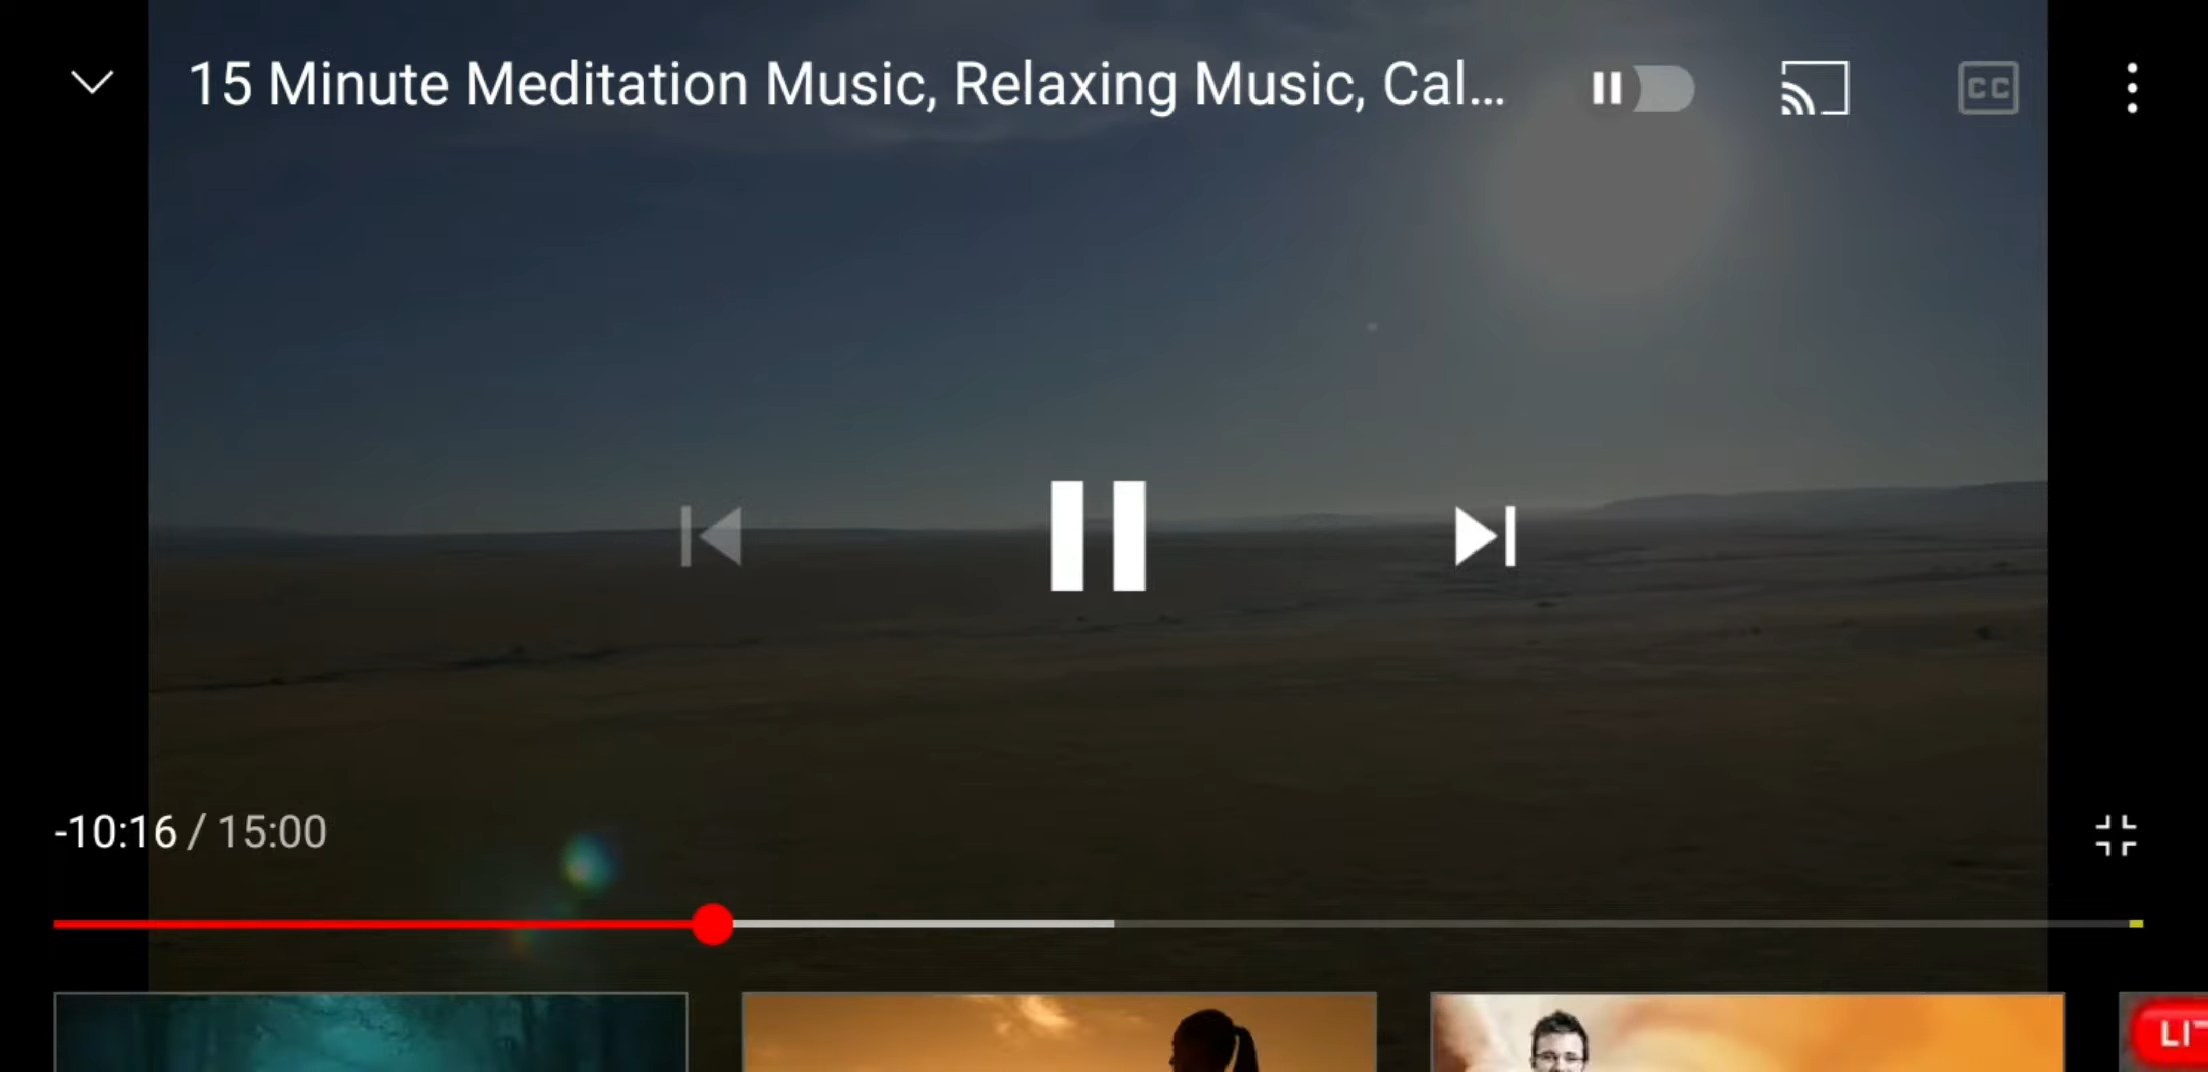 15 Minute Meditation Music, Relaxing Music, Cal...
CC
-10:16 / 15:00